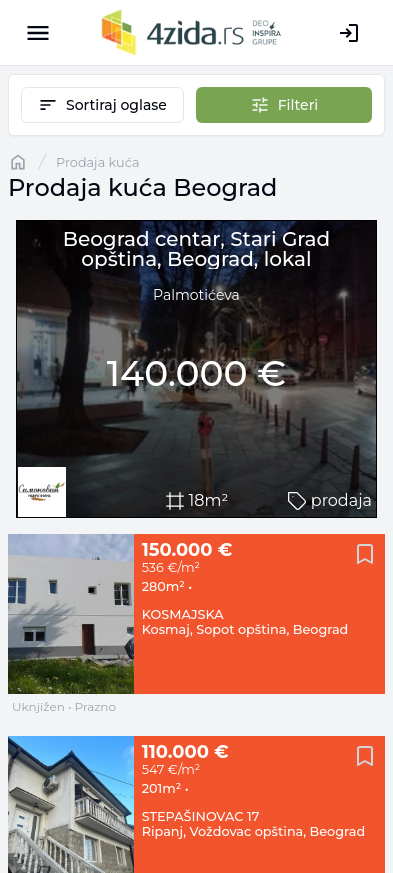 4zida.rs
DEO
INSPIRA
GRUPE
Sortiraj oglase
Filteri
/ Prodaja kuća
Prodaja kuća Beograd
Beograd centar, Stari Grad
opština, Beograd, lokal
Palmotićeva
140.000 €
18m²
prodaja
150.000 €
536 €/m²
280m² •
KOSMAJSKA
Kosmaj, Sopot opština, Beograd
Uknjižen • Prazno
110.000 €
547 €/m²
201m² •
STEPAŠINOVAC 17
Ripanj, Voždovac opština, Beograd